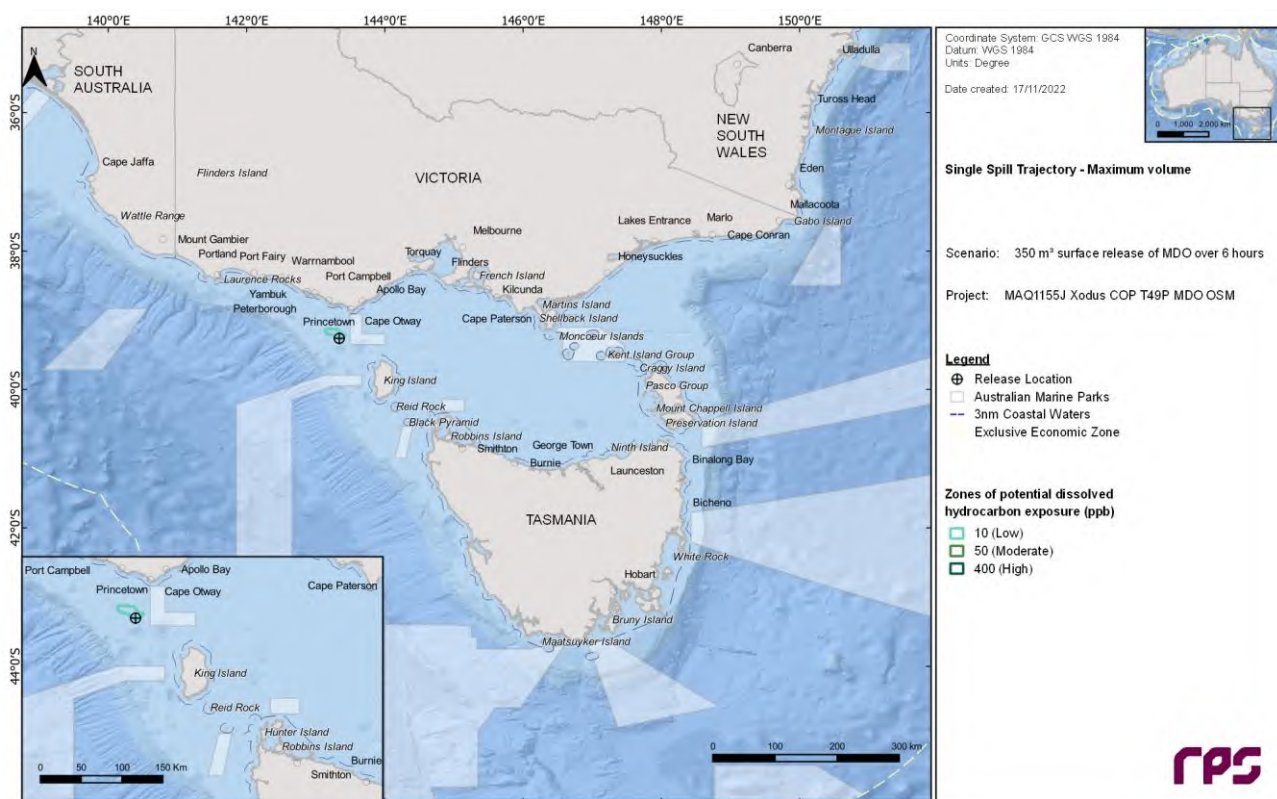 140°0'E 142°0'E 144°0'E 146°0'E 148°0'E 150°0'E
36°0'S
38°0'S
40°0'S
42°0'S
44°0'S
N
SOUTH
AUSTRALIA
Canberra
Ulladulla
Tuross Head
NEW
SOUTH
WALES
Montague Island
Cape Jaffa
Flinders Island
VICTORIA
Eden
Mallacoota
Wattle Range
Gabo Island
Lakes Entrance
Marlo
Cape Conran
Mount Gambier
Melbourne
Portland
Port Fairy
Warrnambool
Torquay
Flinders
Honeysuckles
Laurence Rocks
Port Campbell
French Island
Yambuk
Apollo Bay
Kilcunda
Peterborough
Martins Island
Princetown
Cape Otway
Cape Paterson
Shellback Island
Moncoeur Islands
Kent Island Group
Craggy Island
King Island
Pasco Group
Reid Rock
Mount Chappell Island
Black Pyramid
Preservation Island
Robbins Island
Smithton
George Town
Ninth Island
Burnie
Launceston
Binalong Bay
Bicheno
TASMANIA
White Rock
Hobart
Bruny Island
Maatsuyker Island
0 100 200 300 km
Port Campbell
Apollo Bay
Princetown
Cape Otway
Cape Paterson
King Island
Reid Rock
Hunter Island
Robbins Island
Burnie
Smithton
0 50 100 150 Km
Coordinate System: GCS WGS 1984
Datum: WGS 1984
Units: Degree
Date created: 17/11/2022
0 1,000 2,000 km
Single Spill Trajectory - Maximum volume
Scenario: 350 m³ surface release of MDO over 6 hours
Project: MAQ1155J Xodus COP T49P MDO OSM
Legend
Release Location
Australian Marine Parks
3nm Coastal Waters
Exclusive Economic Zone
Zones of potential dissolved
hydrocarbon exposure (ppb)
10 (Low)
50 (Moderate)
400 (High)
rps